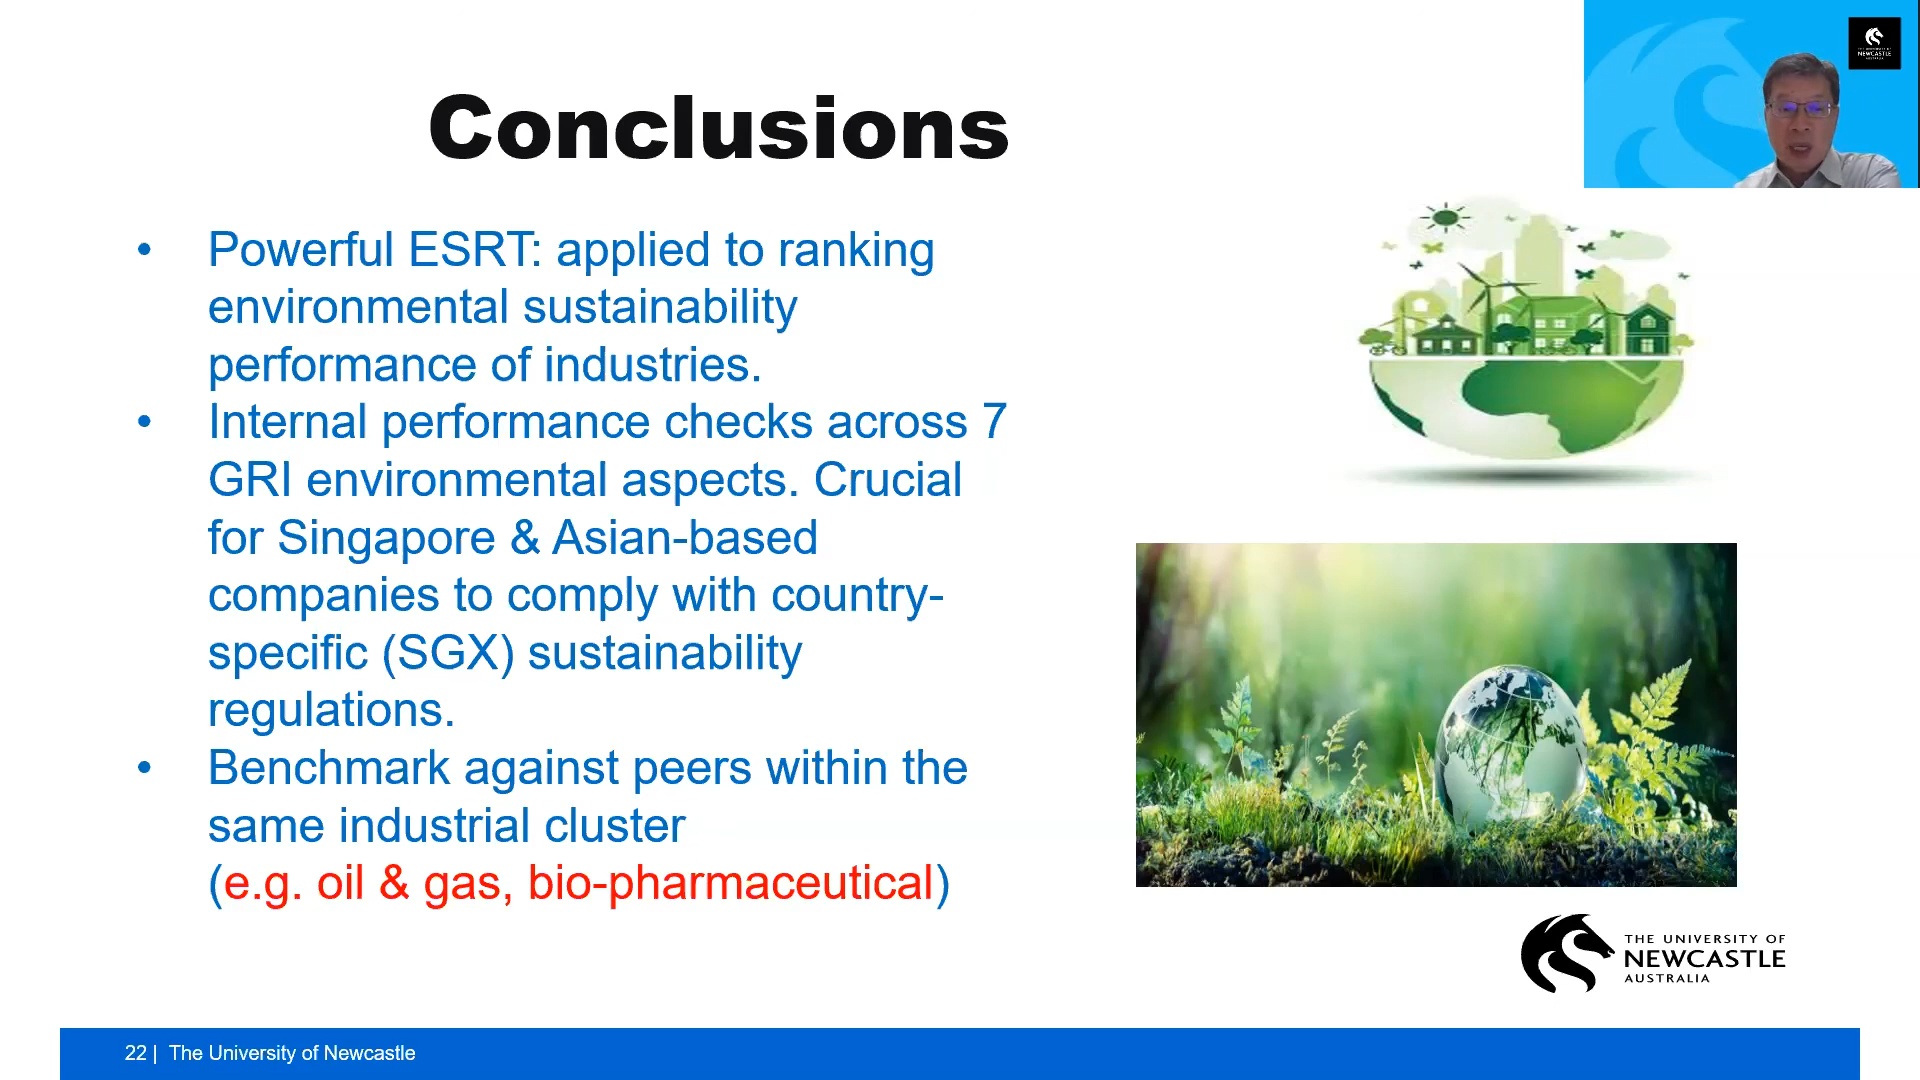 Conclusions
• Powerful ESRT: applied to ranking
environmental sustainability
performance of industries.
• Internal performance checks across 7
GRI environmental aspects. Crucial
for Singapore & Asian-based
companies to comply with country-
specific (SGX) sustainability
regulations.
• Benchmark against peers within the
same industrial cluster
(e.g. oil & gas, bio-pharmaceutical)
NEWCASTLE
THE UNIVERSITY OF
NEWCASTLE
AUSTRALIA
22 | The University of Newcastle